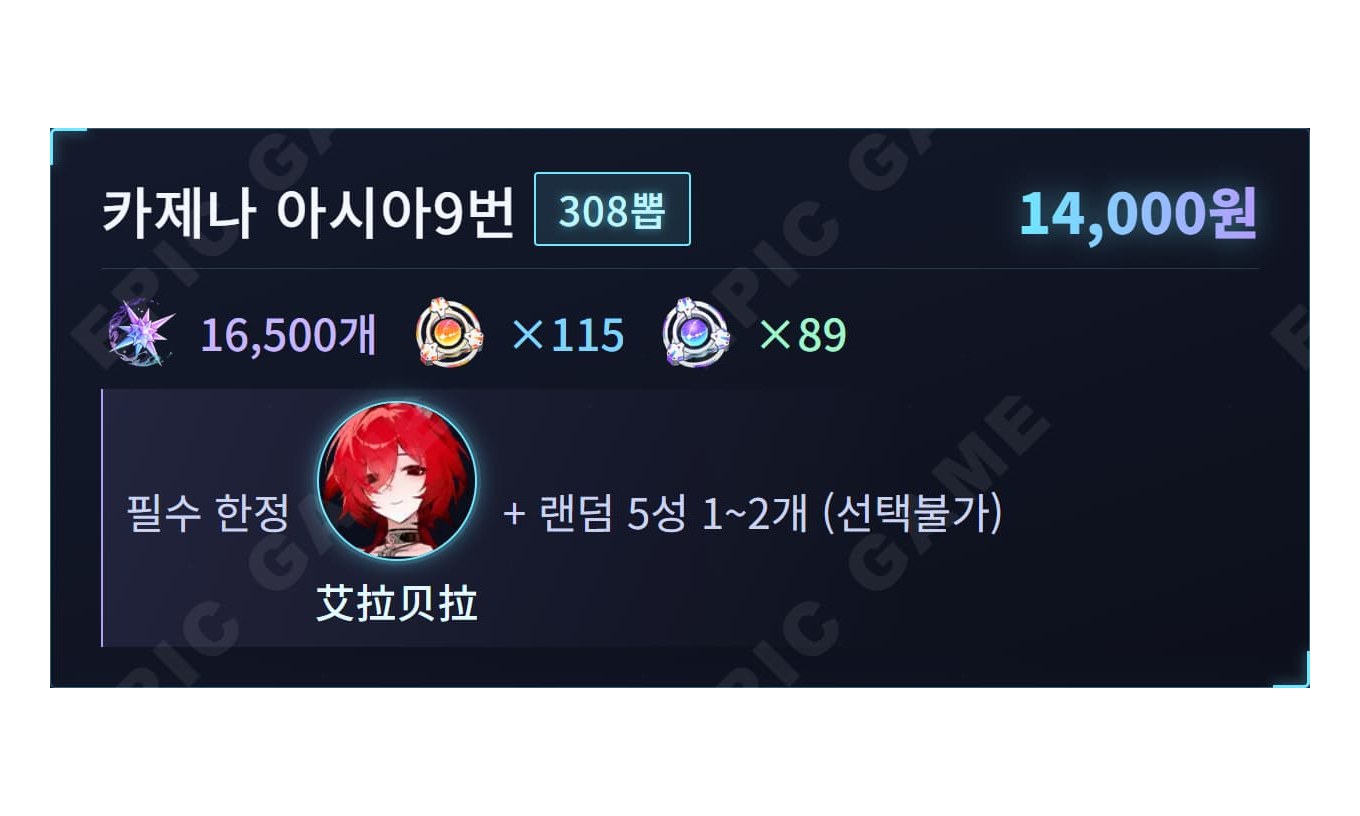 카제나 아시아9번 308뽑 14,000원
16,500개 ×115 ×89
필수 한정 + 랜덤 5성 1~2개 (선택불가)
艾拉贝拉
EPIC GAME